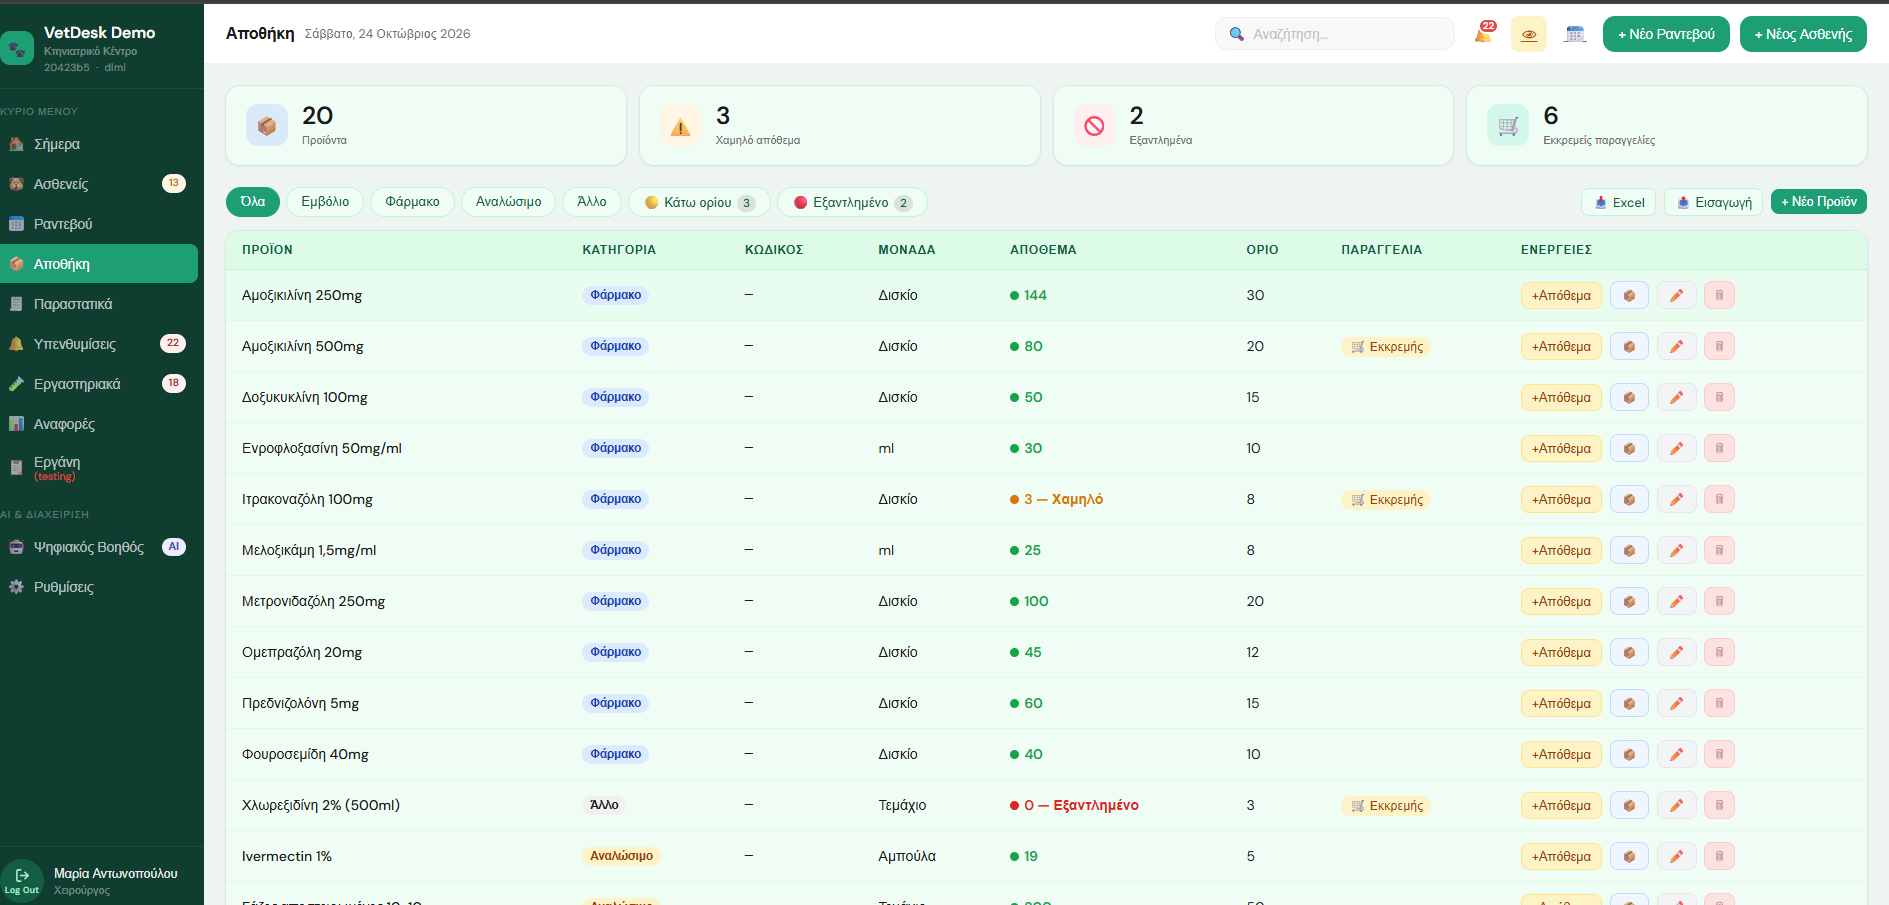 VetDesk Demo
Κτηνιατρικό Κέντρο
20423b5 · dimi
ΚΥΡΙΟ ΜΕΝΟΥ
Σήμερα
Ασθενείς 13
Ραντεβού
Αποθήκη
Παραστατικά
Υπενθυμίσεις 22
Εργαστηριακά 18
Αναφορές
Εργάνη
(testing)
AI & ΔΙΑΧΕΙΡΙΣΗ
Ψηφιακός Βοηθός AI
Ρυθμίσεις
Log Out
Μαρία Αντωνοπούλου
Χειρούργος
Αποθήκη Σάββατο, 24 Οκτώβριος 2026
Αναζήτηση...
22
+ Νέο Ραντεβού
+ Νέος Ασθενής
20
Προϊόντα
3
Χαμηλό απόθεμα
2
Εξαντλημένα
6
Εκκρεμείς παραγγελίες
Όλα Εμβόλιο Φάρμακο Αναλώσιμο Άλλο Κάτω ορίου 3 Εξαντλημένο 2 Excel Εισαγωγή + Νέο Προϊόν
ΠΡΟΪΟΝ ΚΑΤΗΓΟΡΙΑ ΚΩΔΙΚΟΣ ΜΟΝΑΔΑ ΑΠΟΘΕΜΑ ΟΡΙΟ ΠΑΡΑΓΓΕΛΙΑ ΕΝΕΡΓΕΙΕΣ
Αμοξικιλίνη 250mg Φάρμακο — Δισκίο 144 30 +Απόθεμα
Αμοξικιλίνη 500mg Φάρμακο — Δισκίο 80 20 Εκκρεμής +Απόθεμα
Δοξυκυκλίνη 100mg Φάρμακο — Δισκίο 50 15 +Απόθεμα
Ενροφλοξασίνη 50mg/ml Φάρμακο — ml 30 10 +Απόθεμα
Ιτρακοναζόλη 100mg Φάρμακο — Δισκίο 3 — Χαμηλό 8 Εκκρεμής +Απόθεμα
Μελοξικάμη 1,5mg/ml Φάρμακο — ml 25 8 +Απόθεμα
Μετρονιδαζόλη 250mg Φάρμακο — Δισκίο 100 20 +Απόθεμα
Ομεπραζόλη 20mg Φάρμακο — Δισκίο 45 12 +Απόθεμα
Πρεδνιζολόνη 5mg Φάρμακο — Δισκίο 60 15 +Απόθεμα
Φουροσεμίδη 40mg Φάρμακο — Δισκίο 40 10 +Απόθεμα
Χλωρεξιδίνη 2% (500ml) Άλλο — Τεμάχιο 0 — Εξαντλημένο 3 Εκκρεμής +Απόθεμα
Ivermectin 1% Αναλώσιμο — Αμπούλα 19 5 +Απόθεμα